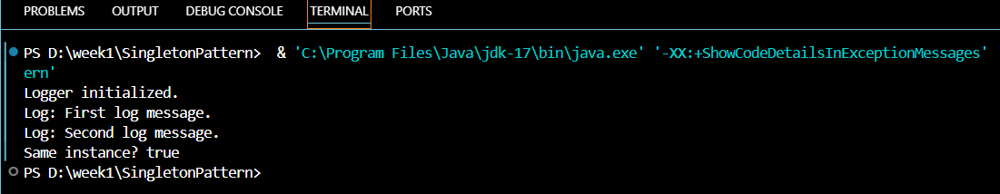 PROBLEMS OUTPUT DEBUG CONSOLE TERMINAL PORTS
PS D:\week1\SingletonPattern> & 'C:\Program Files\Java\jdk-17\bin\java.exe' '-XX:+ShowCodeDetailsInExceptionMessages'
ern'
Logger initialized.
Log: First log message.
Log: Second log message.
Same instance? true
PS D:\week1\SingletonPattern>